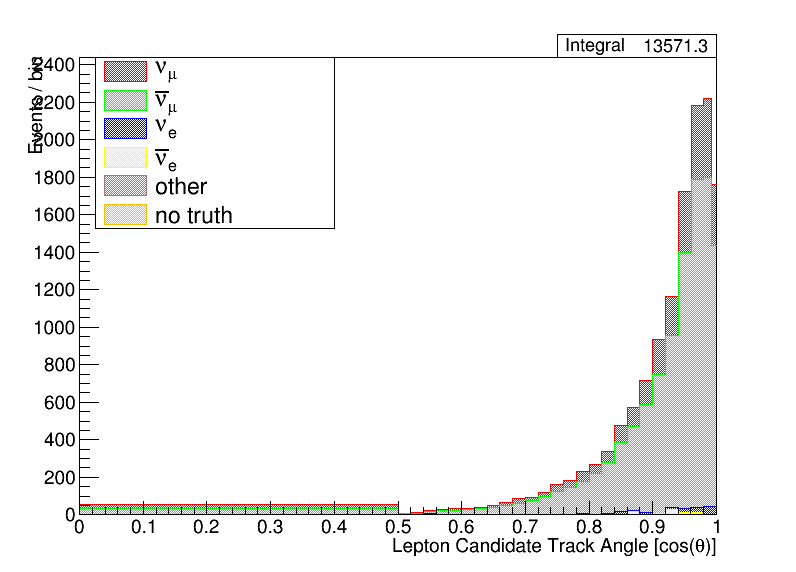 Integral 13571.3
Events / bin
ν μ
ν̅ μ
ν e
ν̅ e
other
no truth
2400
2200
2000
1800
1600
1400
1200
1000
800
600
400
200
0
0 0.1 0.2 0.3 0.4 0.5 0.6 0.7 0.8 0.9 1
Lepton Candidate Track Angle [cos(θ)]